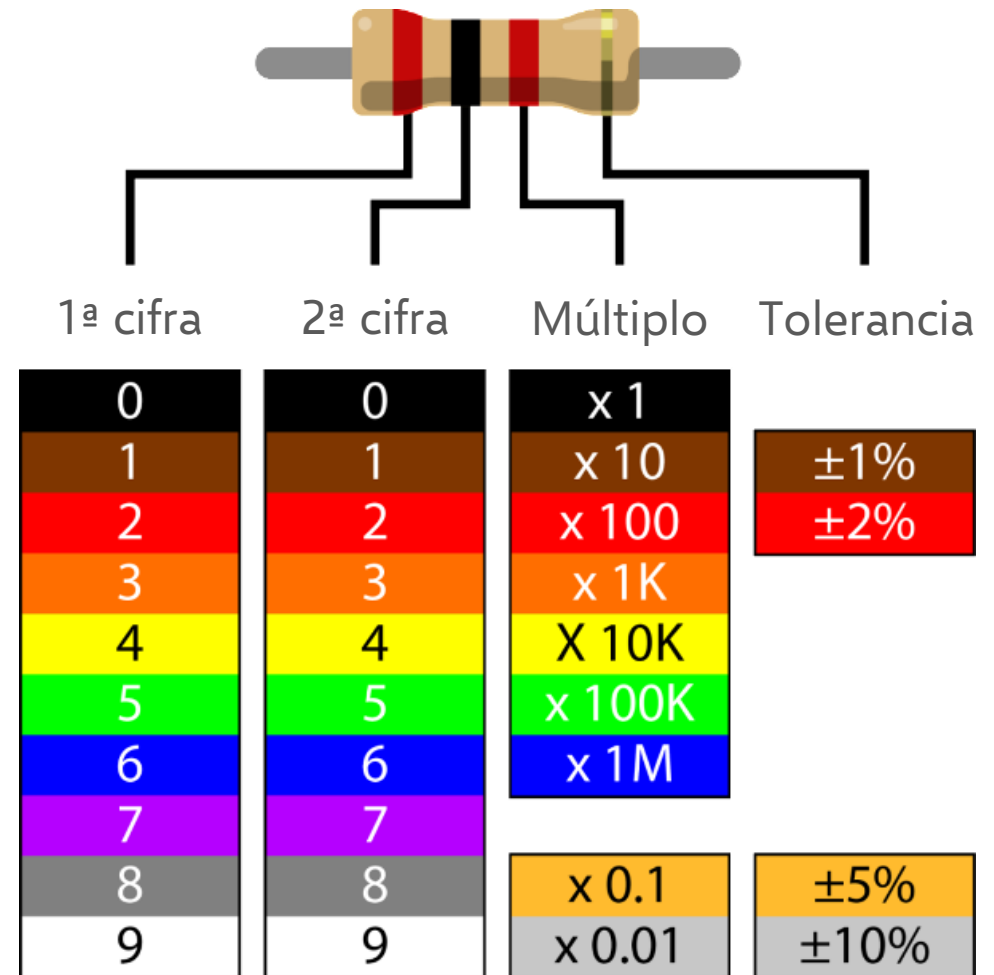 1ª cifra 2ª cifra Múltiplo Tolerancia
0 0 x 1
1 1 x 10 ±1%
2 2 x 100 ±2%
3 3 x 1K
4 4 X 10K
5 5 x 100K
6 6 x 1M
7 7
8 8 x 0.1 ±5%
9 9 x 0.01 ±10%